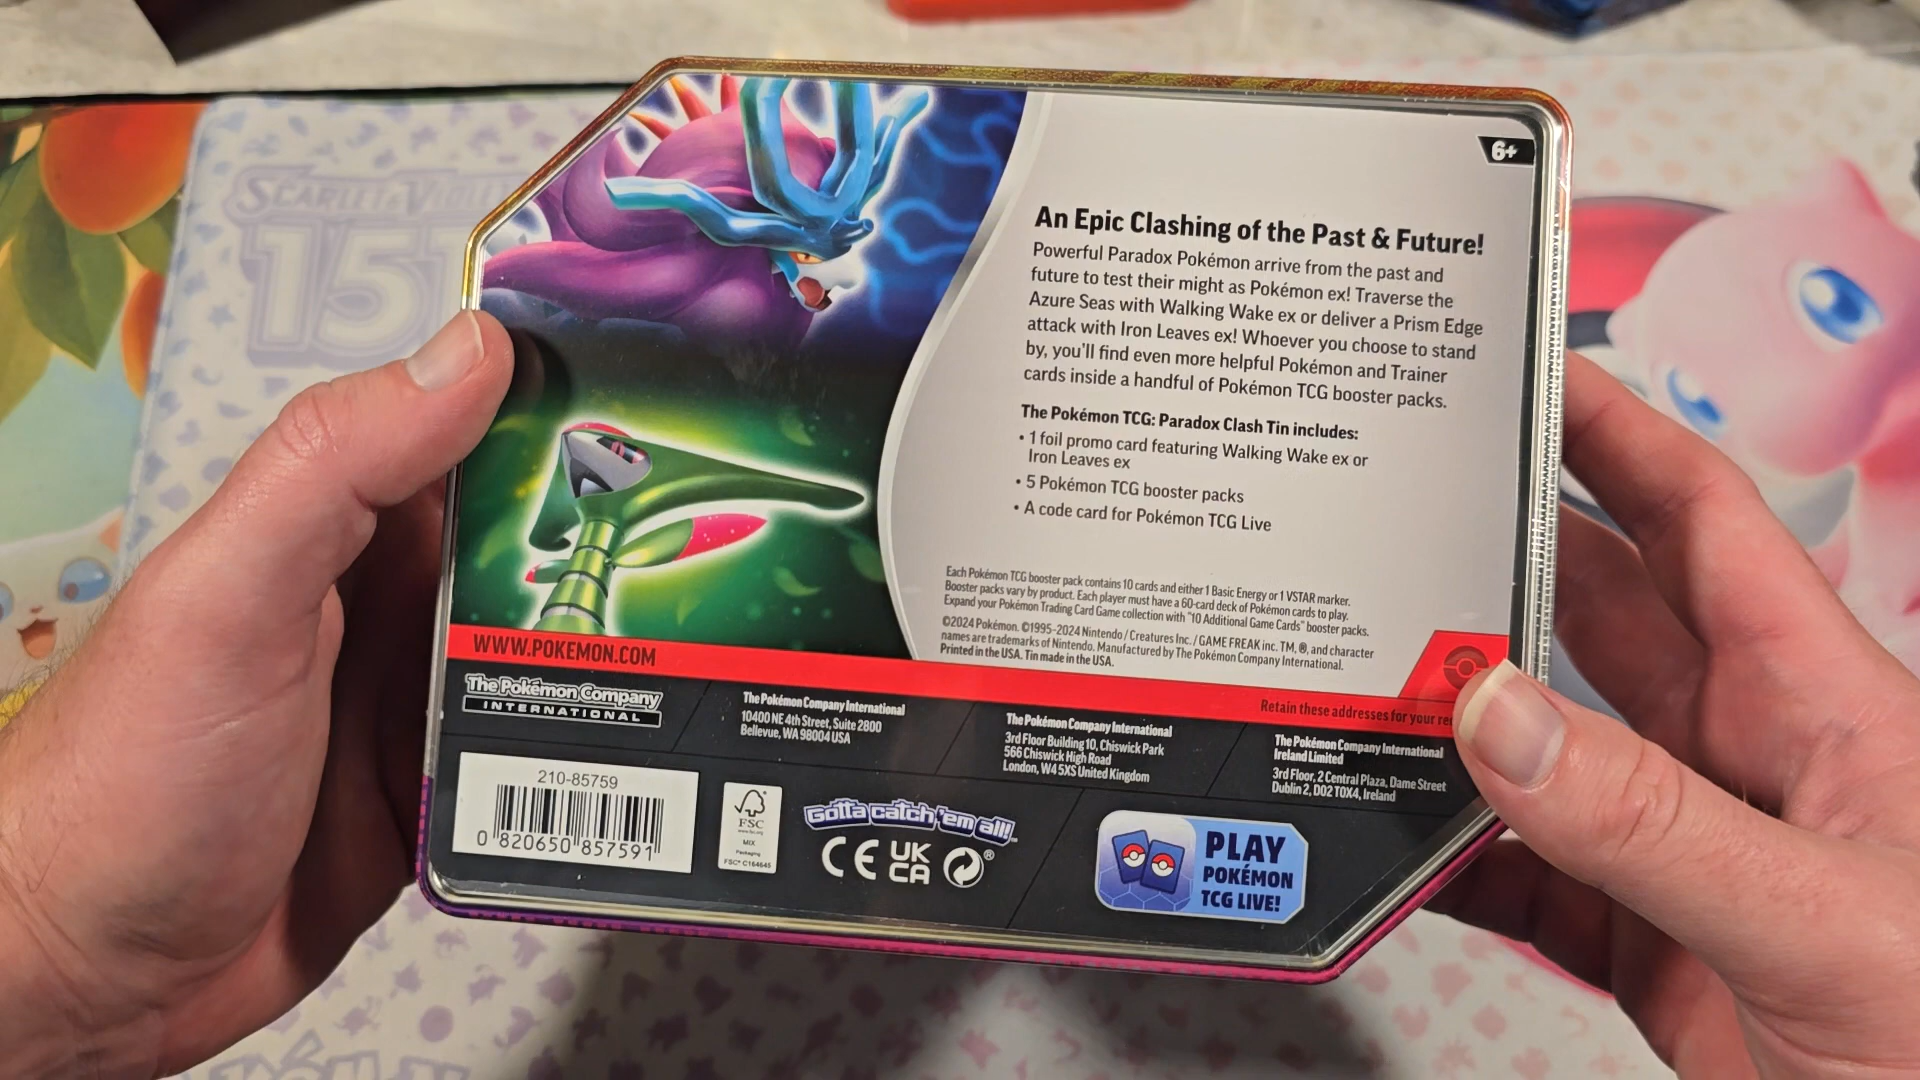 SCARLET & VIOLET
151
6+
An Epic Clashing of the Past & Future!
Powerful Paradox Pokémon arrive from the past and
future to test their might as Pokémon ex! Traverse the
Azure Seas with Walking Wake ex or deliver a Prism Edge
attack with Iron Leaves ex! Whoever you choose to stand
by, you'll find even more helpful Pokémon and Trainer
cards inside a handful of Pokémon TCG booster packs.
The Pokémon TCG: Paradox Clash Tin includes:
• 1 foil promo card featuring Walking Wake ex or
Iron Leaves ex
• 5 Pokémon TCG booster packs
• A code card for Pokémon TCG Live
Each Pokémon TCG booster pack contains 10 cards and either 1 Basic Energy or 1 VSTAR marker.
Booster packs vary by product. Each player must have a 60-card deck of Pokémon cards to play.
Expand your Pokémon Trading Card Game collection with "10 Additional Game Cards" booster packs.
©2024 Pokémon. ©1995–2024 Nintendo / Creatures Inc. / GAME FREAK inc. TM, ®, and character
names are trademarks of Nintendo. Manufactured by The Pokémon Company International.
Printed in the USA. Tin made in the USA.
WWW.POKEMON.COM
Retain these addresses for your
The Pokémon Company
INTERNATIONAL
The Pokémon Company International
10400 NE 4th Street, Suite 2800
Bellevue, WA 98004 USA
The Pokémon Company International
3rd Floor Building 10, Chiswick Park
566 Chiswick High Road
London, W4 5XS United Kingdom
The Pokémon Company International
Ireland Limited
3rd Floor, 2 Central Plaza, Dame Street
Dublin 2, D02 T0X4, Ireland
210-85759
0 820650 857591
FSC
www.fsc.org
MIX
Packaging
FSC® C164645
Gotta catch 'em all!
CE
UK
CA
®
PLAY
POKÉMON
TCG LIVE!